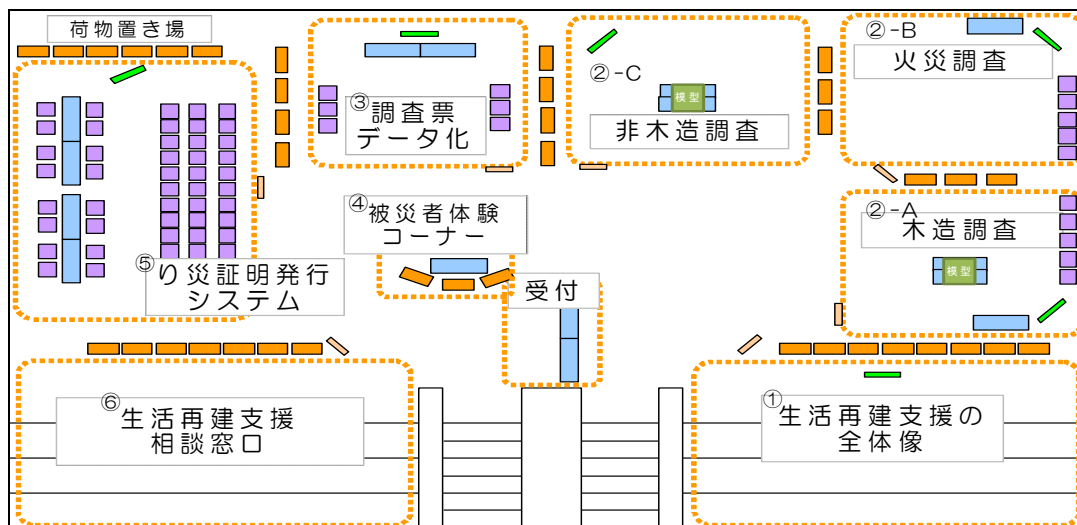 荷物置き場
③調査票
データ化
②-C
模型
非木造調査
②-B
火災調査
②-A
木造調査
模型
④被災者体験
コーナー
受付
⑤り災証明発行
システム
⑥生活再建支援
相談窓口
①生活再建支援の
全体像